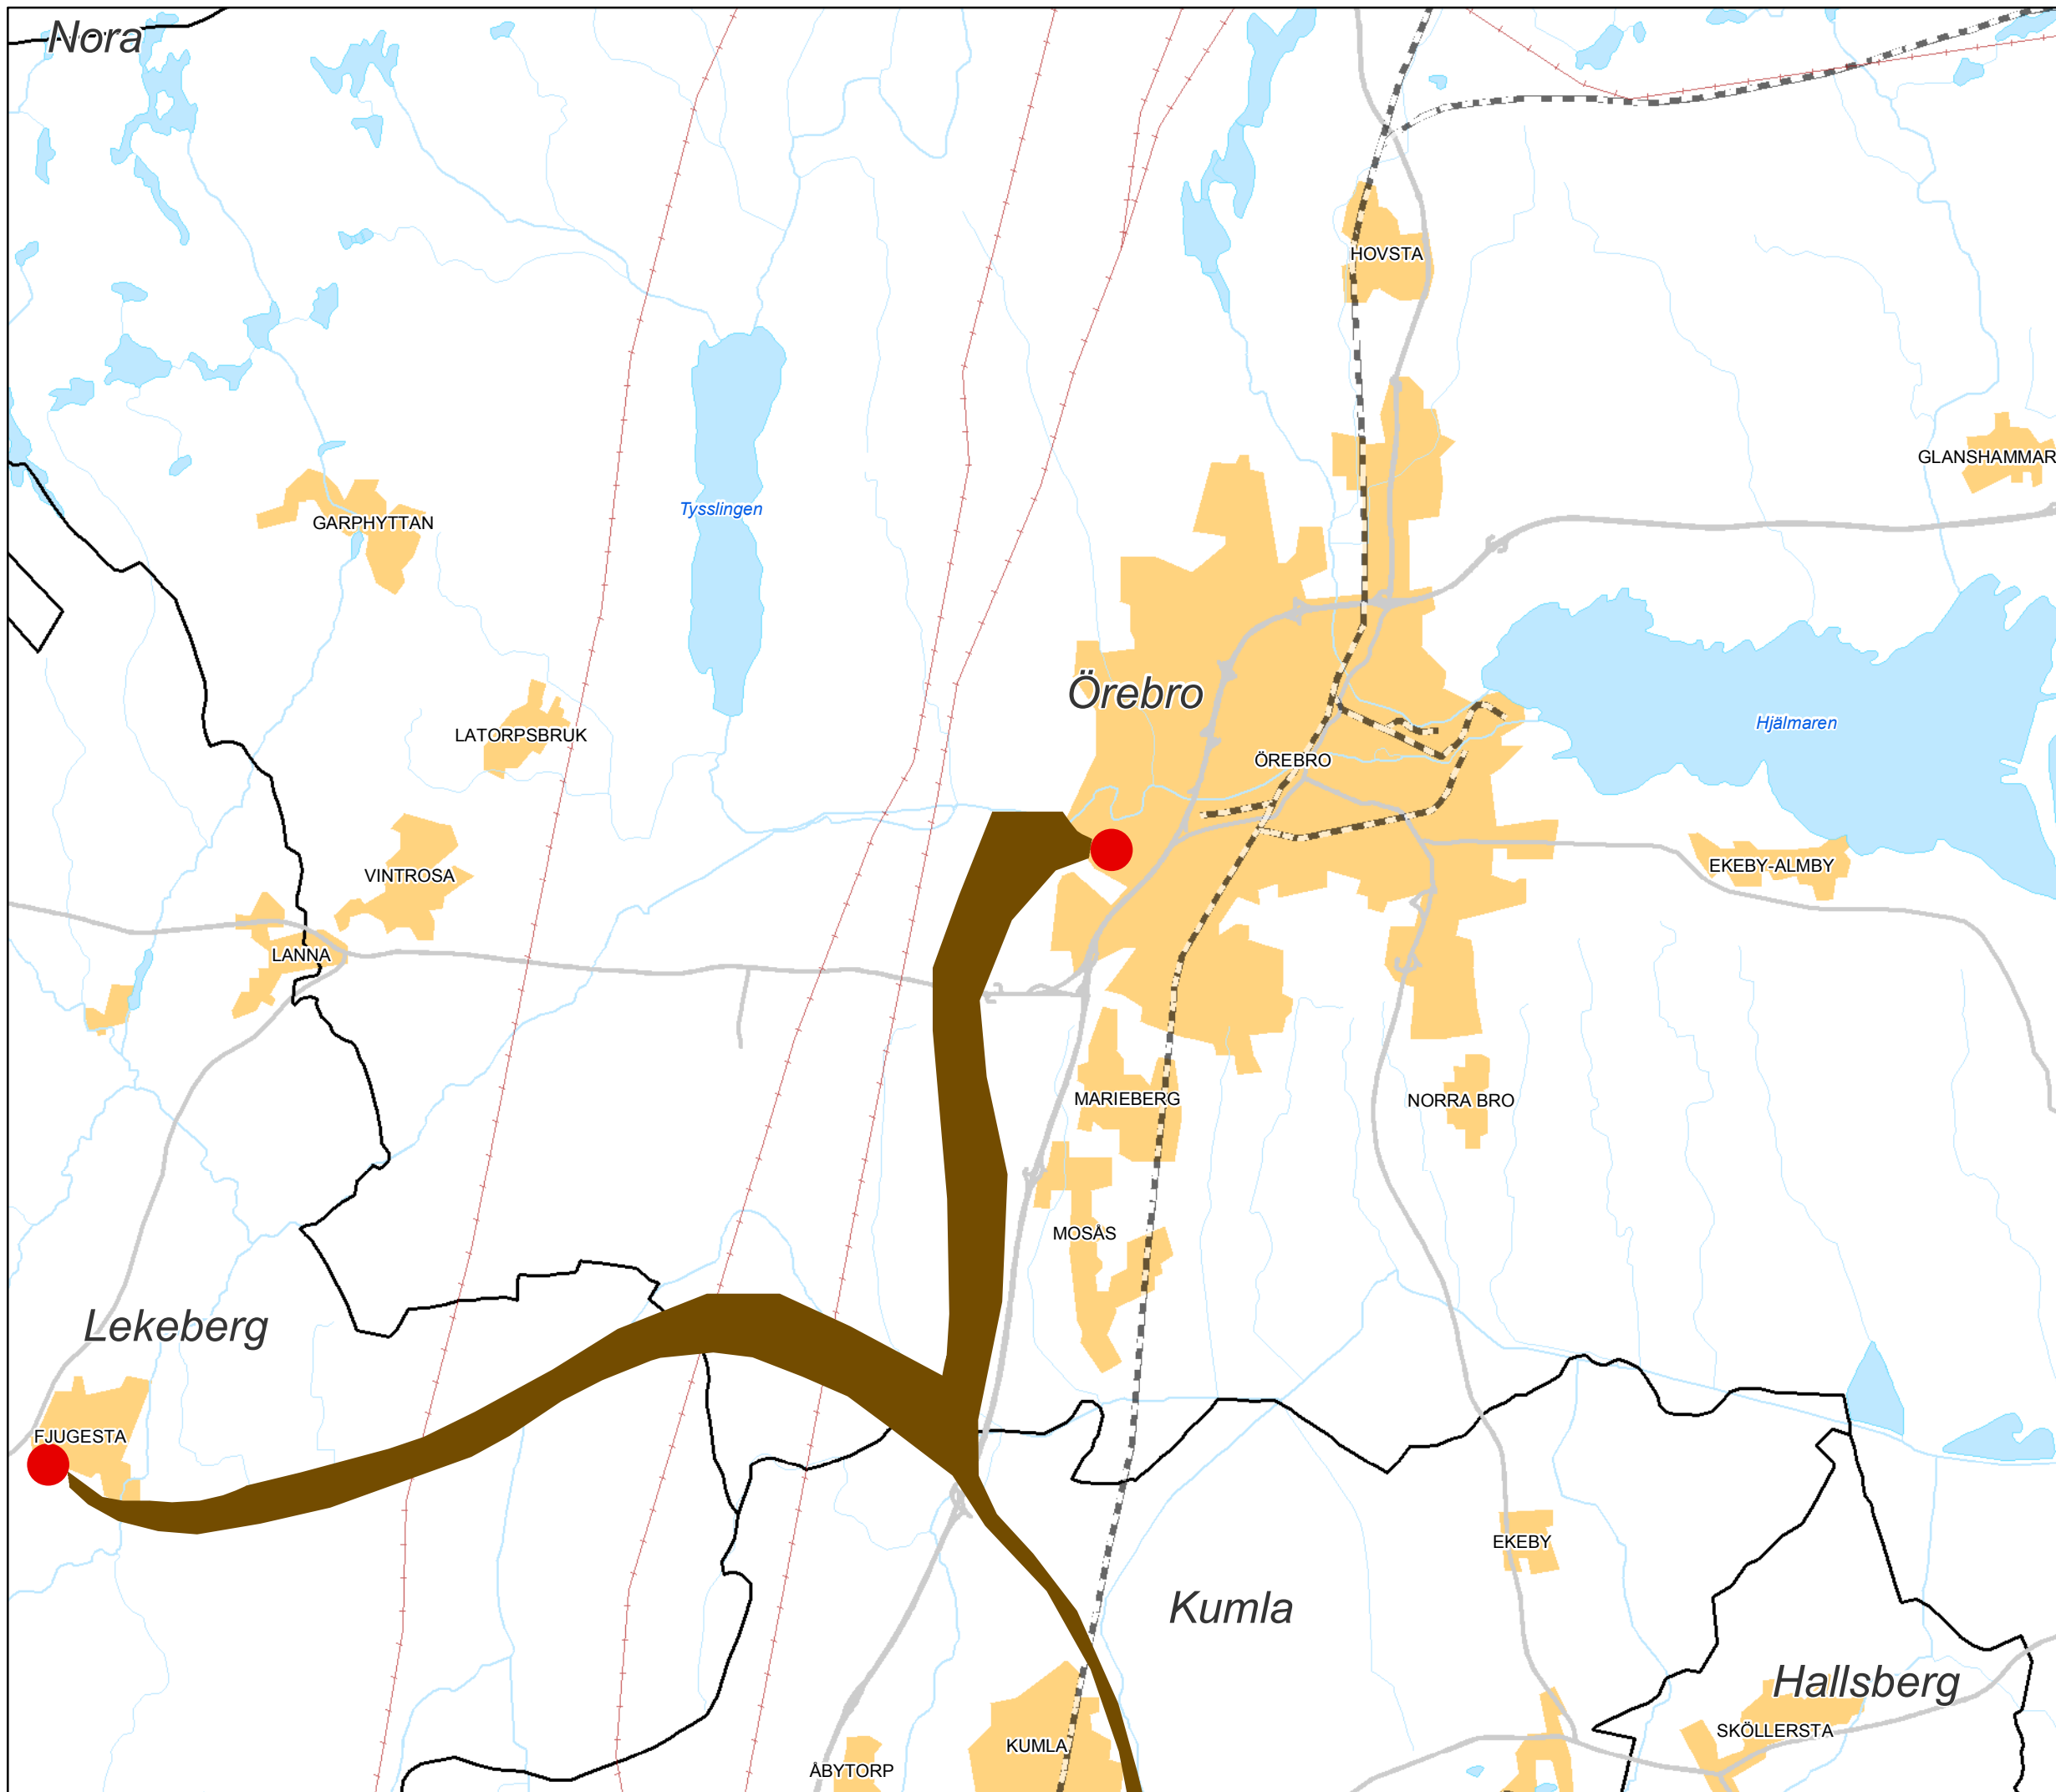 Nora
HOVSTA
GLANSHAMMAR
Tysslingen
GARPHYTTAN
Örebro
Hjälmaren
LATORPSBRUK
ÖREBRO
EKEBY-ALMBY
VINTROSA
LANNA
MARIEBERG
NORRA BRO
MOSÅS
Lekeberg
FJUGESTA
EKEBY
Kumla
Hallsberg
SKÖLLERSTA
KUMLA
ÅBYTORP